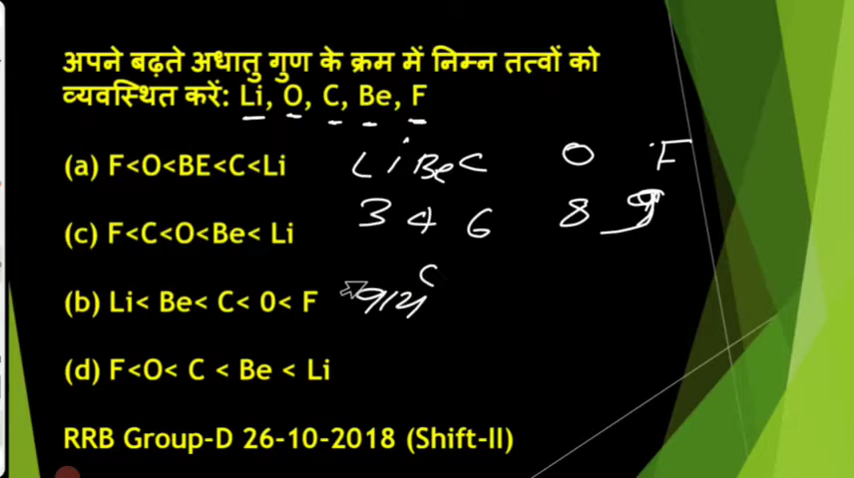 अपने बढ़ते अधातु गुण के क्रम में निम्न तत्वों को
व्यवस्थित करें: Li, O, C, Be, F
(a) F<O<BE<C<Li
Li Be C O F
3 4 6 8 9
(c) F<C<O<Be< Li
C
(b) Li< Be< C< 0< F
(d) F<O< C < Be < Li
RRB Group-D 26-10-2018 (Shift-II)